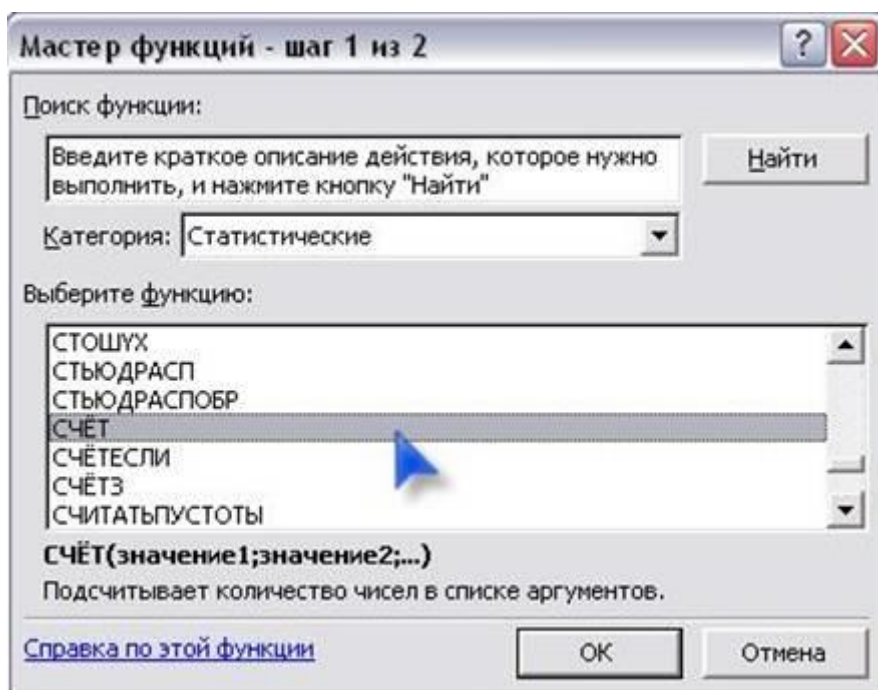 Мастер функций - шаг 1 из 2
?
Поиск функции:
Введите краткое описание действия, которое нужно
выполнить, и нажмите кнопку "Найти"
Найти
Категория: Статистические
Выберите функцию:
СТОШYX
СТЬЮДРАСП
СТЬЮДРАСПОБР
СЧЁТ
СЧЁТЕСЛИ
СЧЁТЗ
СЧИТАТЬПУСТОТЫ
СЧЁТ(значение1;значение2;...)
Подсчитывает количество чисел в списке аргументов.
Справка по этой функции
ОК
Отмена